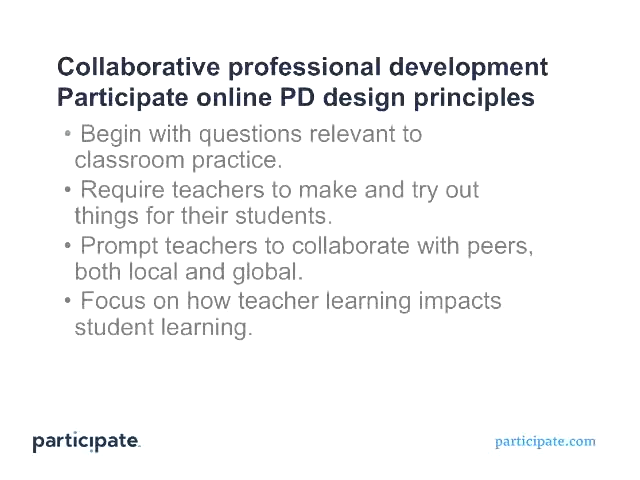 Collaborative professional development
Participate online PD design principles
• Begin with questions relevant to
classroom practice.
• Require teachers to make and try out
things for their students.
• Prompt teachers to collaborate with peers,
both local and global.
• Focus on how teacher learning impacts
student learning.
participate.
participate.com